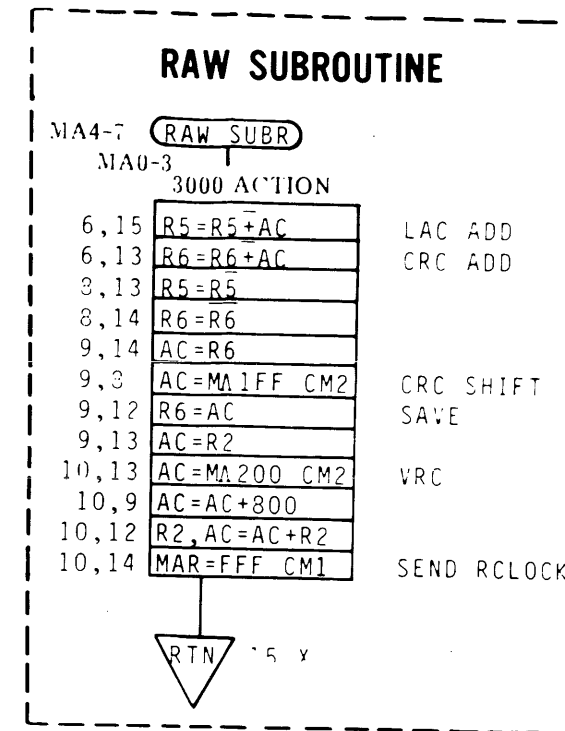 RAW SUBROUTINE
MA4-7 RAW SUBR
MA0-3
3000 ACTION
6,15 R5=R5+AC LAC ADD
6,13 R6=R6+AC CRC ADD
8,13 R5=R5
8,14 R6=R6
9,14 AC=R6
9,8 AC=MA1FF CM2 CRC SHIFT
9,12 R6=AC SAVE
9,13 AC=R2
10,13 AC=MA200 CM2 VRC
10,9 AC=AC+800
10,12 R2,AC=AC+R2
10,14 MAR=FFF CM1 SEND RCLOCK
RTN